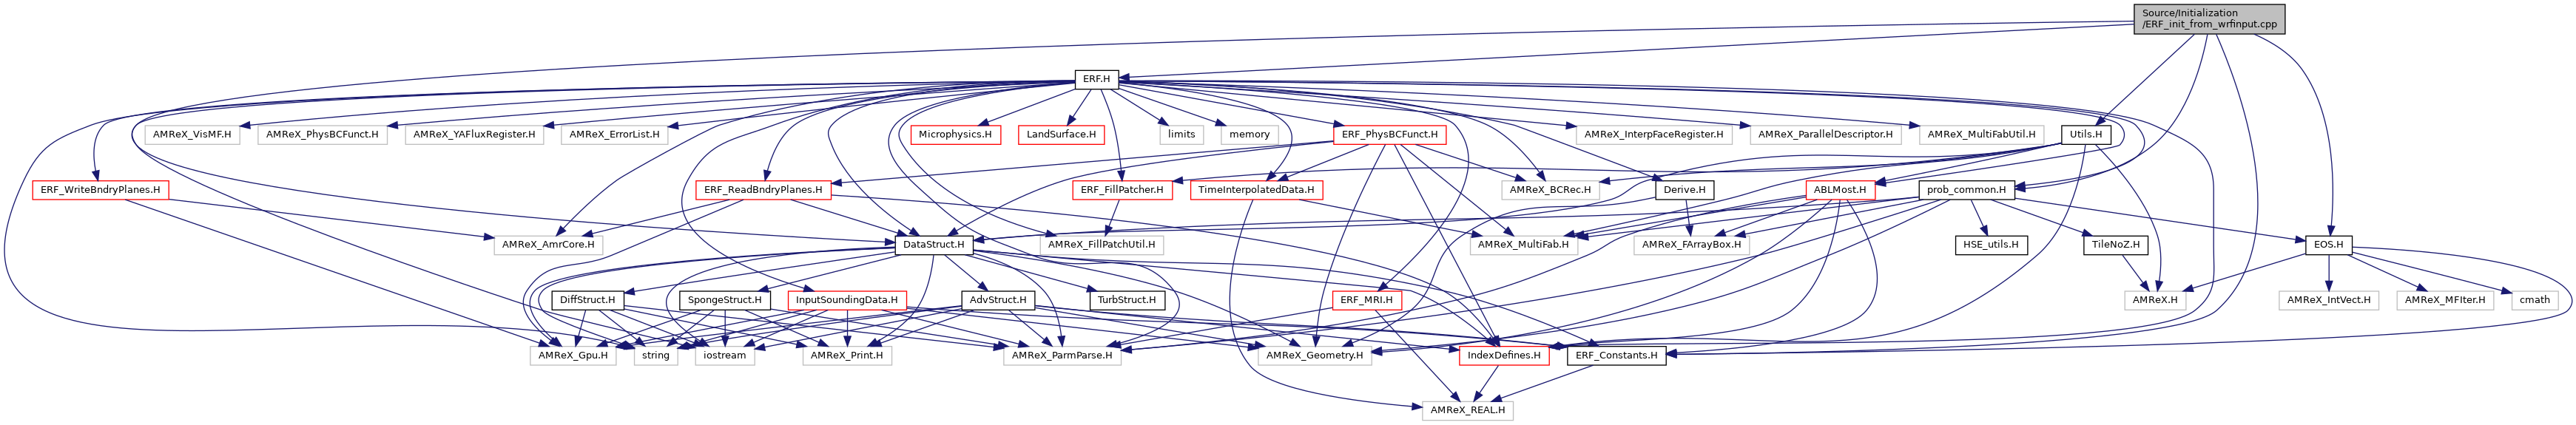 Source/Initialization
/ERF_init_from_wrfinput.cpp
ERF.H
AMReX_VisMF.H
AMReX_PhysBCFunct.H
AMReX_YAFluxRegister.H
AMReX_ErrorList.H
Microphysics.H
LandSurface.H
limits
memory
ERF_PhysBCFunct.H
AMReX_InterpFaceRegister.H
AMReX_ParallelDescriptor.H
AMReX_MultiFabUtil.H
Utils.H
ERF_WriteBndryPlanes.H
ERF_ReadBndryPlanes.H
ERF_FillPatcher.H
TimeInterpolatedData.H
AMReX_BCRec.H
Derive.H
ABLMost.H
prob_common.H
AMReX_AmrCore.H
DataStruct.H
AMReX_FillPatchUtil.H
AMReX_MultiFab.H
AMReX_FArrayBox.H
HSE_utils.H
TileNoZ.H
EOS.H
DiffStruct.H
SpongeStruct.H
InputSoundingData.H
AdvStruct.H
TurbStruct.H
ERF_MRI.H
AMReX.H
AMReX_IntVect.H
AMReX_MFIter.H
cmath
AMReX_Gpu.H
string
iostream
AMReX_Print.H
AMReX_ParmParse.H
AMReX_Geometry.H
IndexDefines.H
ERF_Constants.H
AMReX_REAL.H